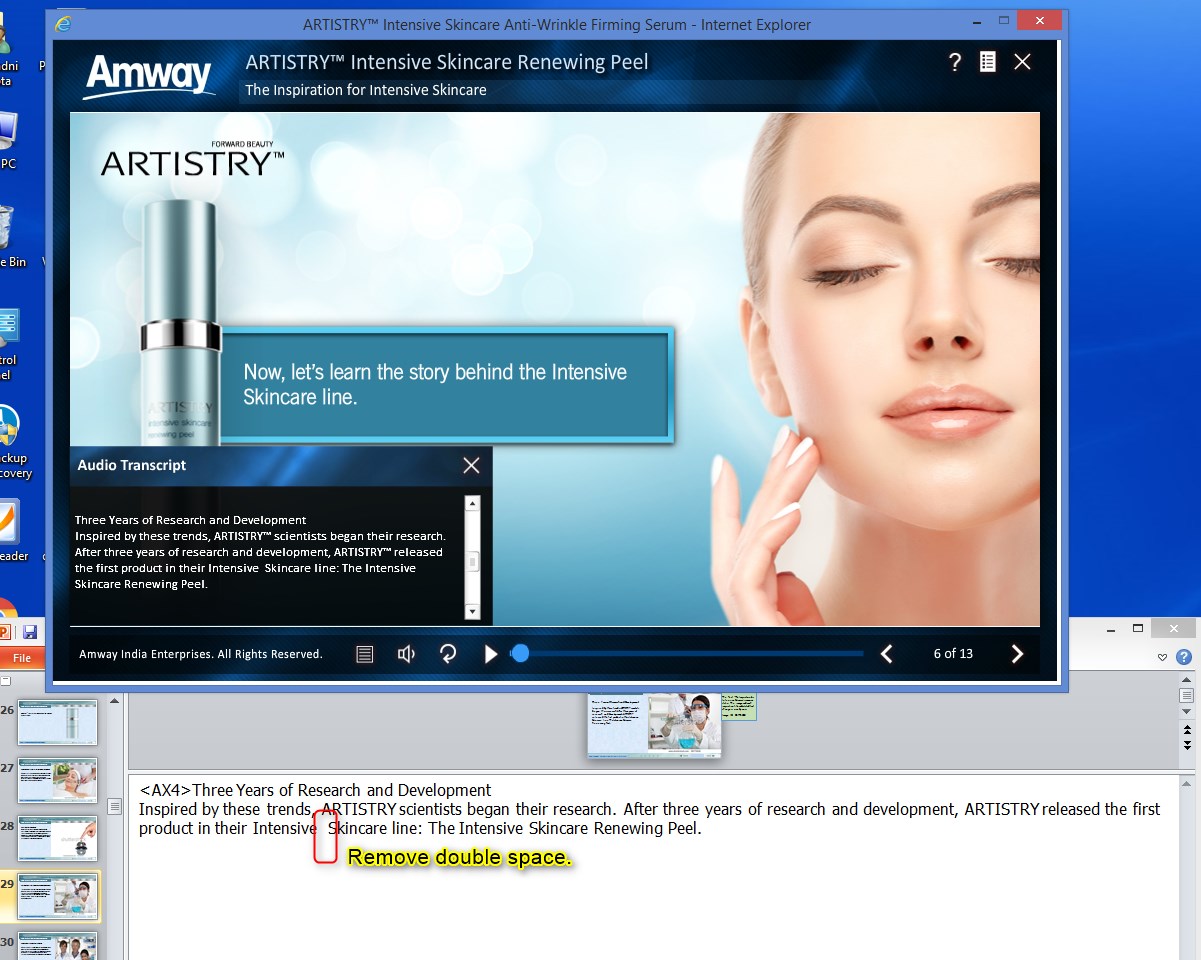 ARTISTRY™ Intensive Skincare Anti-Wrinkle Firming Serum - Internet Explorer
Amway
ARTISTRY™ Intensive Skincare Renewing Peel
The Inspiration for Intensive Skincare
?
FORWARD BEAUTY
ARTISTRY™
Now, let's learn the story behind the Intensive
Skincare line.
ARTISTRY
intensive skincare
renewing peel
Audio Transcript
Three Years of Research and Development
Inspired by these trends, ARTISTRY™ scientists began their research.
After three years of research and development, ARTISTRY™ released
the first product in their Intensive  Skincare line: The Intensive
Skincare Renewing Peel.
Amway India Enterprises. All Rights Reserved.
6 of 13
dni
ta
P
PC
e Bin
trol
el
ckup
covery
eader
File
?
26
27
28
29
30
<AX4>Three Years of Research and Development
Inspired by these trends, ARTISTRY scientists began their research. After three years of research and development, ARTISTRY released the first
product in their Intensive  Skincare line: The Intensive Skincare Renewing Peel.
Remove double space.